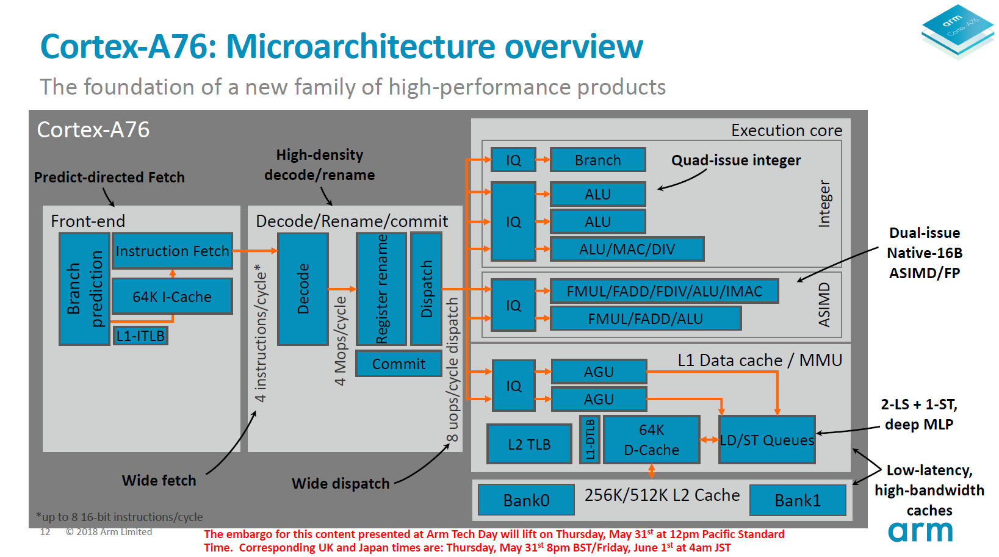 arm
Cortex-A76
Cortex-A76: Microarchitecture overview
The foundation of a new family of high-performance products
Cortex-A76
Predict-directed Fetch
High-density
decode/rename
Front-end
Branch
prediction
Instruction Fetch
64K I-Cache
L1-ITLB
Decode/Rename/commit
4 instructions/cycle*
Decode
4 Mops/cycle
Register rename
Dispatch
Commit
8 uops/cycle dispatch
Wide fetch
Wide dispatch
Execution core
IQ
Branch
Quad-issue integer
IQ
ALU
ALU
ALU/MAC/DIV
Integer
IQ
FMUL/FADD/FDIV/ALU/IMAC
FMUL/FADD/ALU
ASIMD
Dual-issue
Native-16B
ASIMD/FP
L1 Data cache / MMU
IQ
AGU
AGU
L2 TLB
L1-DTLB
64K
D-Cache
LD/ST Queues
2-LS + 1-ST,
deep MLP
Bank0
256K/512K L2 Cache
Bank1
Low-latency,
high-bandwidth
caches
*up to 8 16-bit instructions/cycle
12 © 2018 Arm Limited
The embargo for this content presented at Arm Tech Day will lift on Thursday, May 31st at 12pm Pacific Standard
Time. Corresponding UK and Japan times are: Thursday, May 31st 8pm BST/Friday, June 1st at 4am JST
arm